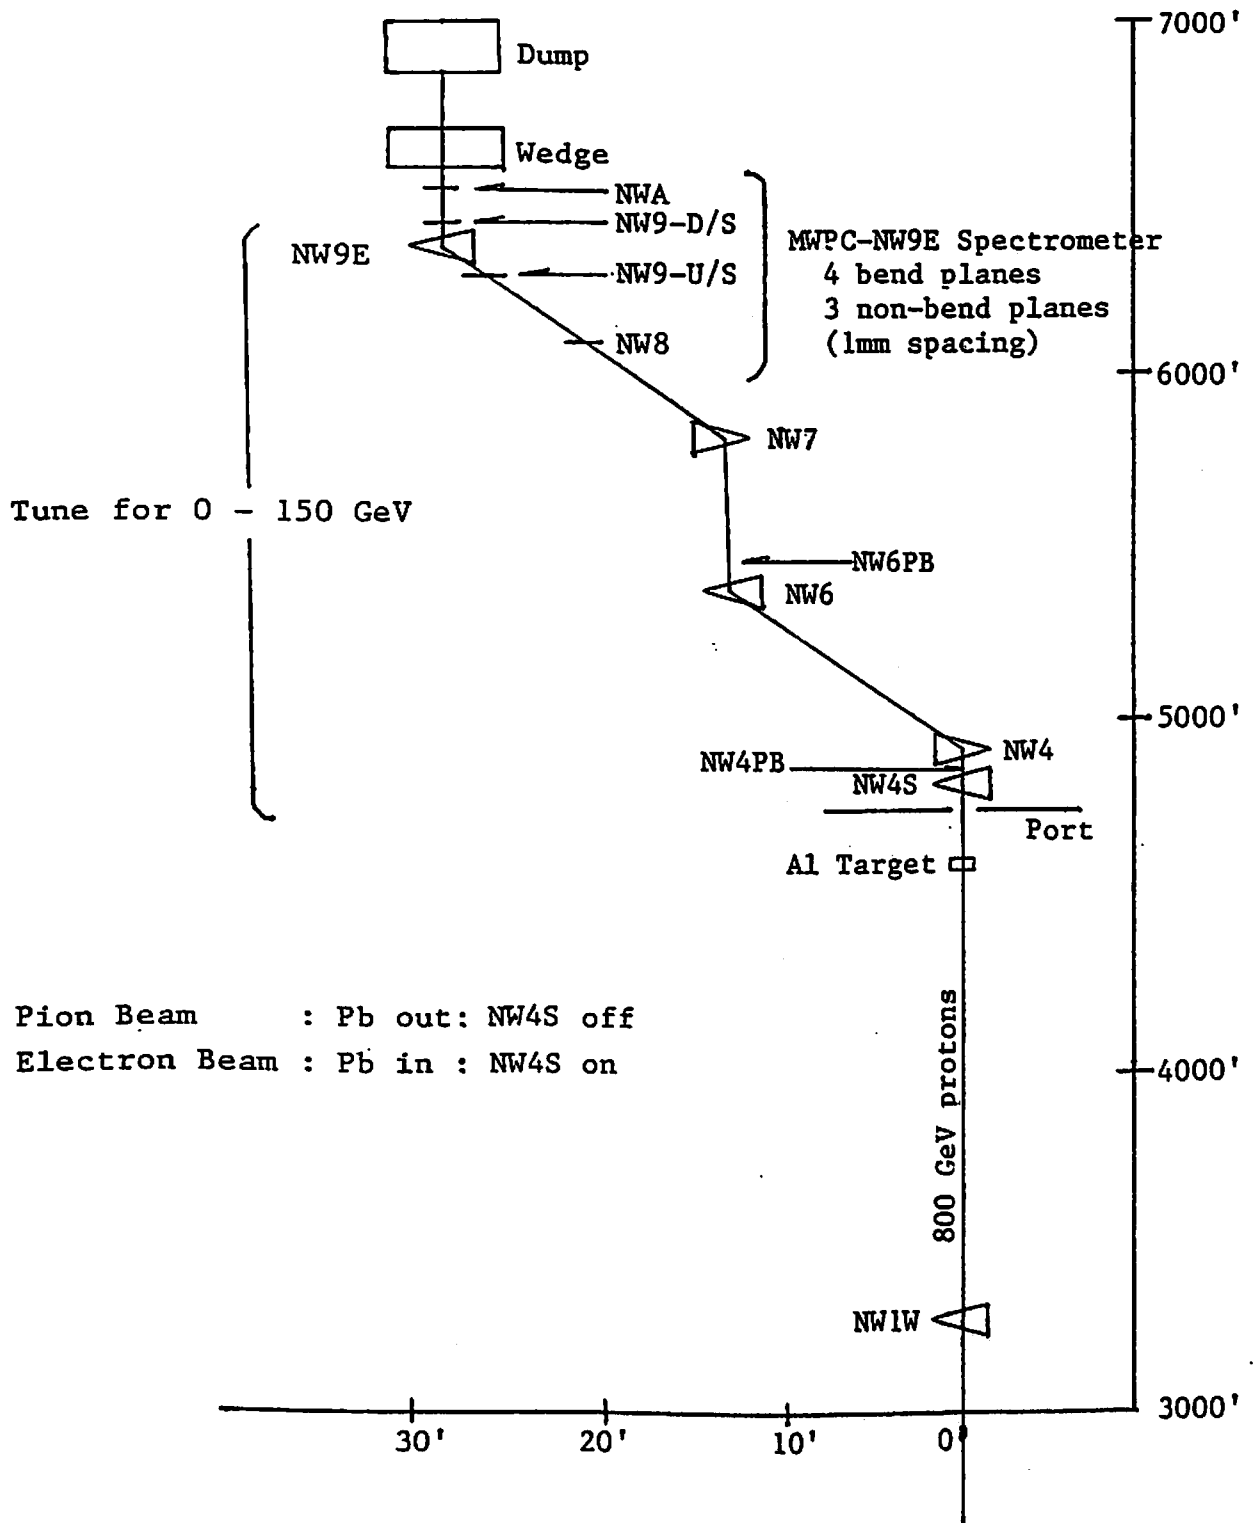 7000'
Dump
Wedge
NWA
NW9-D/S
NW9E
MWPC-NW9E Spectrometer
NW9-U/S
4 bend planes
3 non-bend planes
NW8
(1mm spacing)
6000'
NW7
Tune for 0 - 150 GeV
NW6PB
NW6
5000'
NW4
NW4PB
NW4S
Port
Al Target
Pion Beam : Pb out: NW4S off
Electron Beam : Pb in : NW4S on
4000'
800 GeV protons
NW1W
3000'
30' 20' 10' 0'